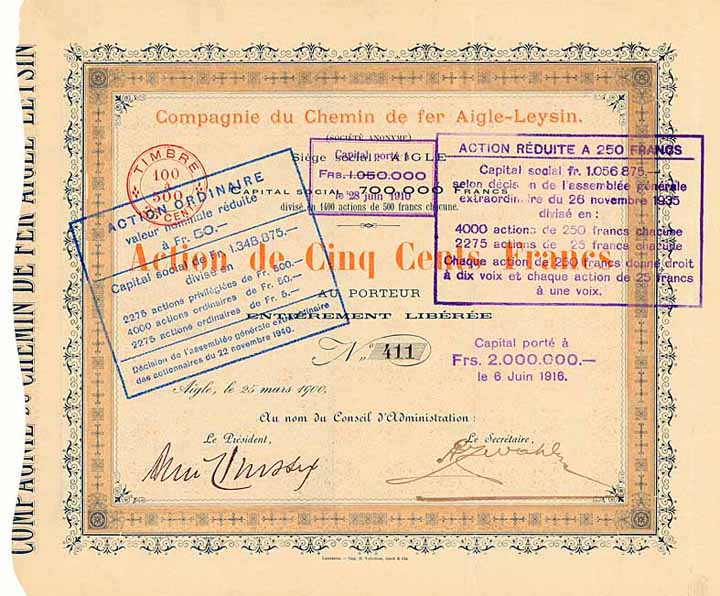 COMPAGNIE DU CHEMIN DE FER AIGLE LEYSIN
Compagnie du Chemin de fer Aigle-Leysin.
(SOCIÉTÉ ANONYME)
Siège social : AIGLE
CAPITAL SOCIAL : 700,000 FRANCS
divisé en 1400 actions de 500 francs chacune.
Action de Cinq Cents Francs
AU PORTEUR
ENTIÈREMENT LIBÉRÉE
No 411
Aigle, le 25 mars 1900.
Au nom du Conseil d'Administration :
Le Président,
Le Secrétaire,
TIMBRE
100
A
500
CENT
Capital porté à
Frs. 1.050.000
le 28 juin 1910
ACTION RÉDUITE A 250 FRANCS
Capital social fr. 1.056.875.—
selon décision de l'assemblée générale
extraordinaire du 26 novembre 1935
divisé en :
4000 actions de 250 francs chacune
2275 actions de 25 francs chacune
Chaque action de 250 francs donne droit
à dix voix et chaque action de 25 francs
à une voix.
ACTION ORDINAIRE
valeur nominale réduite
à Fr. 50.—
Capital social de Fr. 1.348.875.—
divisé en
2275 actions privilégiées de Fr. 500.—
4000 actions ordinaires de Fr. 50.—
2275 actions ordinaires de Fr. 5.—
Décision de l'assemblée générale extraordinaire
des actionnaires du 22 novembre 1940.
Capital porté à
Frs. 2.000.000.—
le 6 Juin 1916.